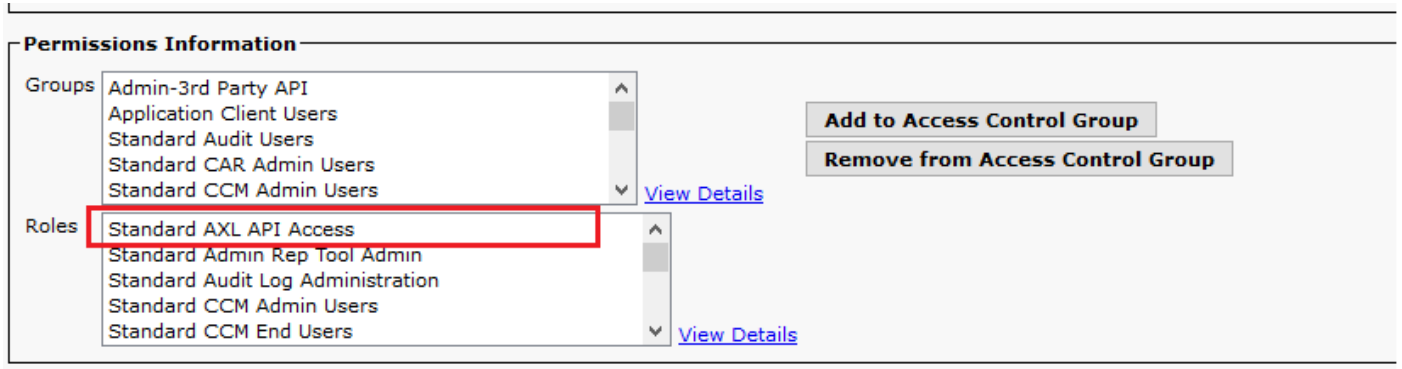 Permissions Information
Groups
Admin-3rd Party API
Application Client Users
Standard Audit Users
Standard CAR Admin Users
Standard CCM Admin Users
View Details
Add to Access Control Group
Remove from Access Control Group
Roles
Standard AXL API Access
Standard Admin Rep Tool Admin
Standard Audit Log Administration
Standard CCM Admin Users
Standard CCM End Users
View Details